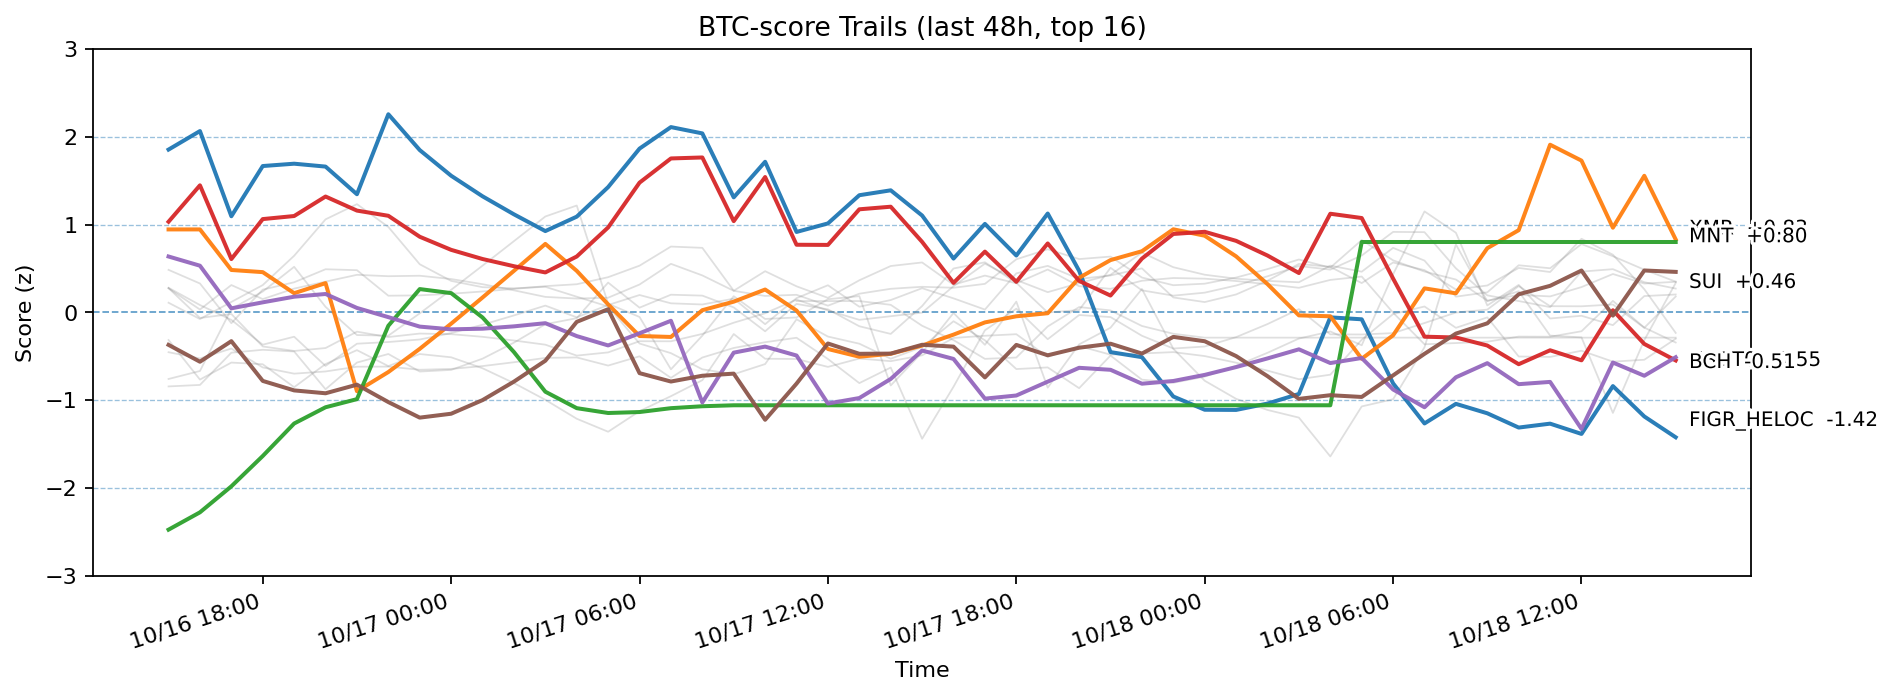 BTC-score Trails (last 48h, top 16)
3
2
1
0
−1
−2
−3
Score (z)
MNT +0.80
SUI +0.46
FIGR_HELOC -1.42
10/16 18:00
10/17 00:00
10/17 06:00
10/17 12:00
10/17 18:00
10/18 00:00
10/18 06:00
10/18 12:00
Time